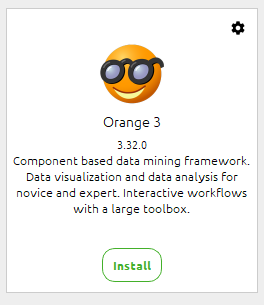 Orange 3
3.32.0
Component based data mining framework.
Data visualization and data analysis for
novice and expert. Interactive workflows
with a large toolbox.
Install